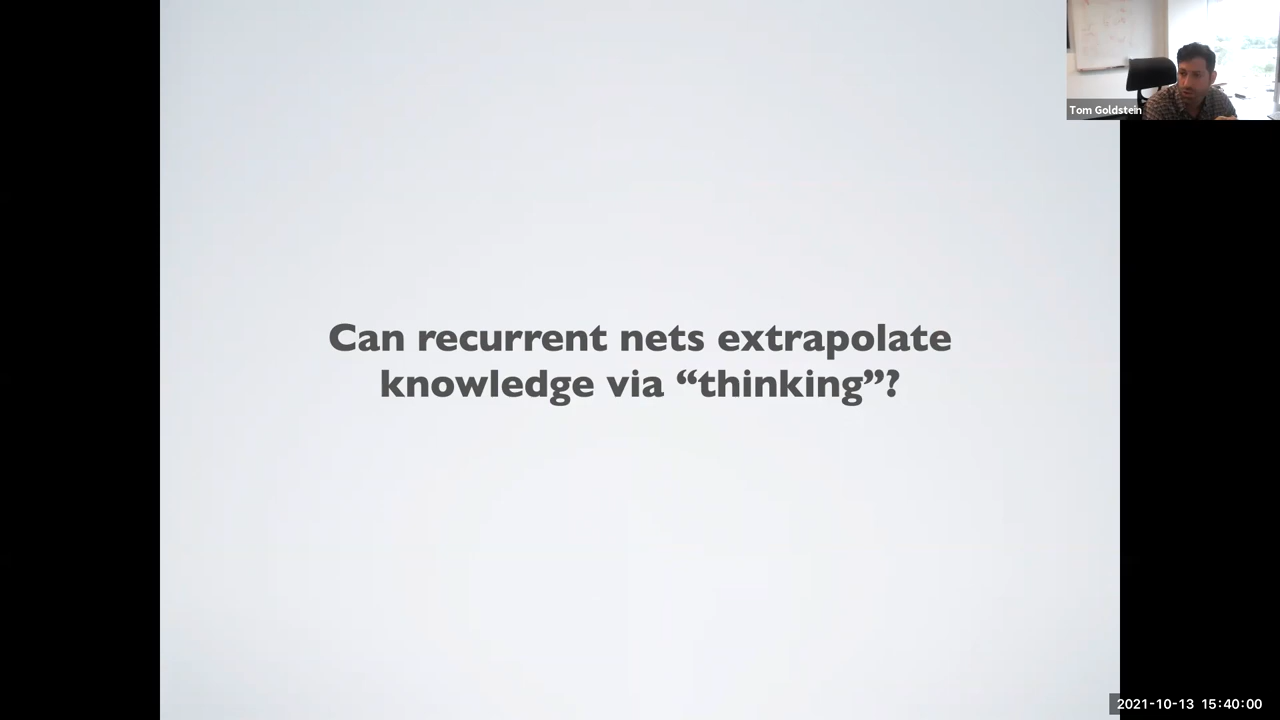 Tom Goldstein
Can recurrent nets extrapolate
knowledge via “thinking”?
2021-10-13 15:40:00